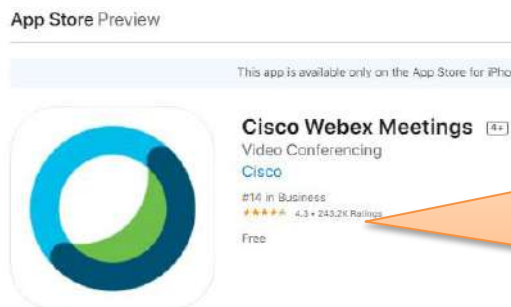 App Store Preview
This app is available only on the App Store for iPho
Cisco Webex Meetings 4+
Video Conferencing
Cisco
#14 in Business
4.3 • 243.2K Ratings
Free